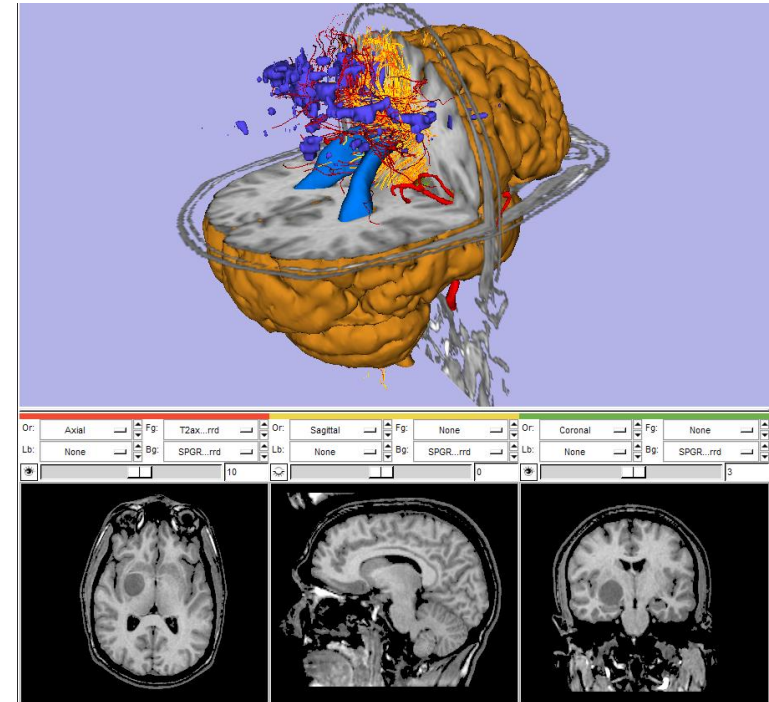 Or: Axial Fg: T2ax...rrd Or: Sagittal Fg: None Or: Coronal Fg: None
Lb: None Bg: SPGR...rrd Lb: None Bg: SPGR...rrd Lb: None Bg: SPGR...rrd
10 0 3